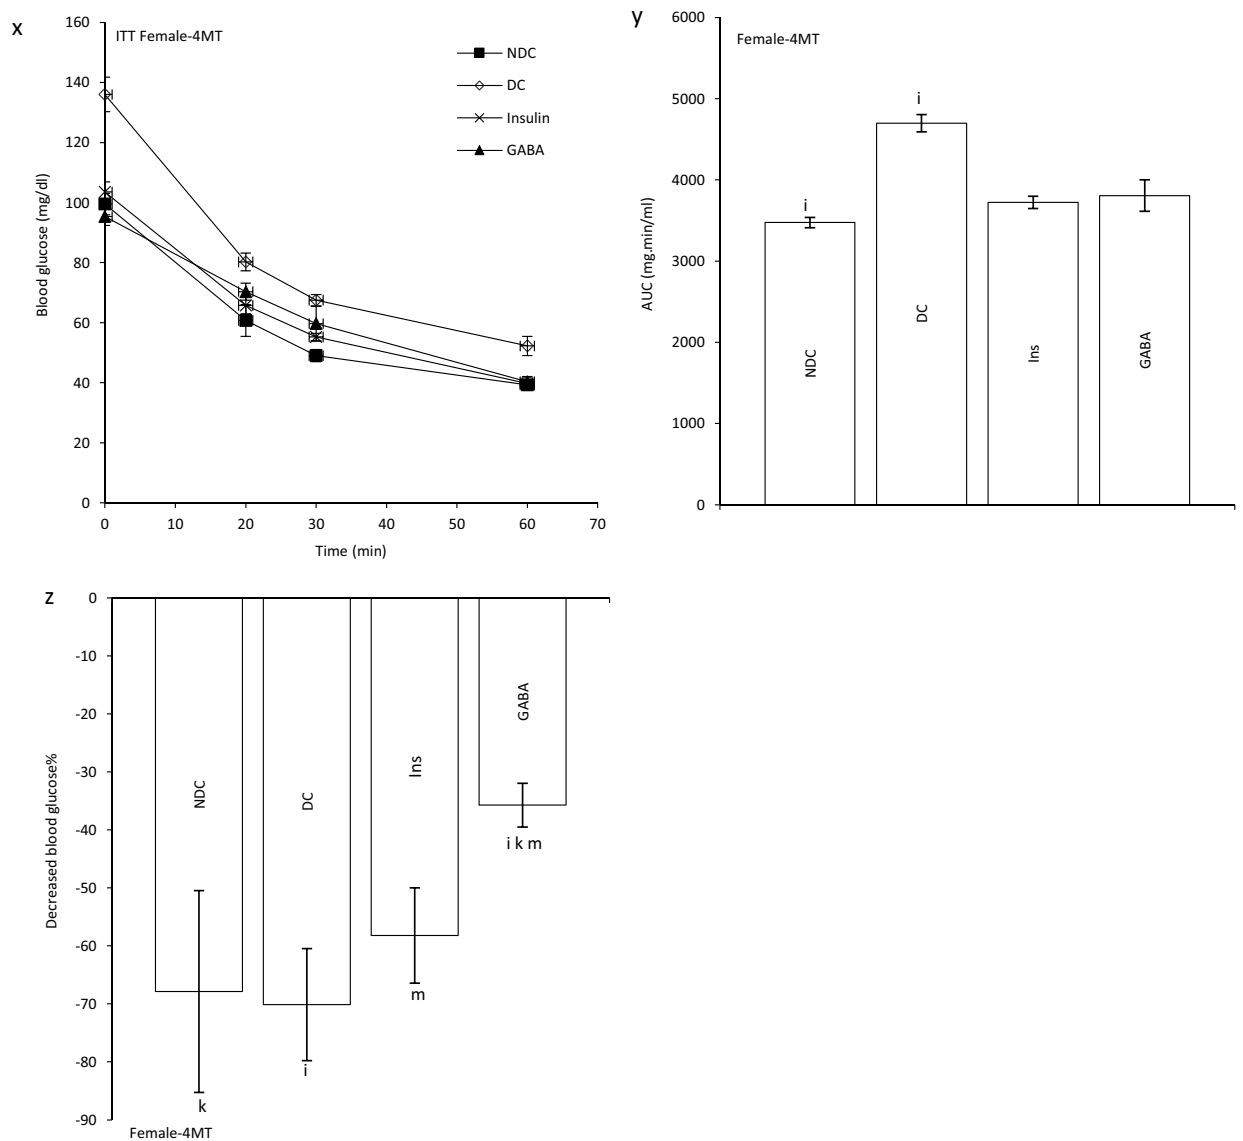 x
ITT Female-4MT
160
140
120
100
80
60
40
20
0
Blood glucose (mg/dl)
NDC
DC
Insulin
GABA
0 10 20 30 40 50 60 70
Time (min)
y
Female-4MT
6000
5000
4000
3000
2000
1000
0
AUC (mg.min/ml)
i
i
NDC
DC
Ins
GABA
z
0
-10
-20
-30
-40
-50
-60
-70
-80
-90
Decreased blood glucose%
NDC
DC
Ins
GABA
k
i
m
i k m
Female-4MT